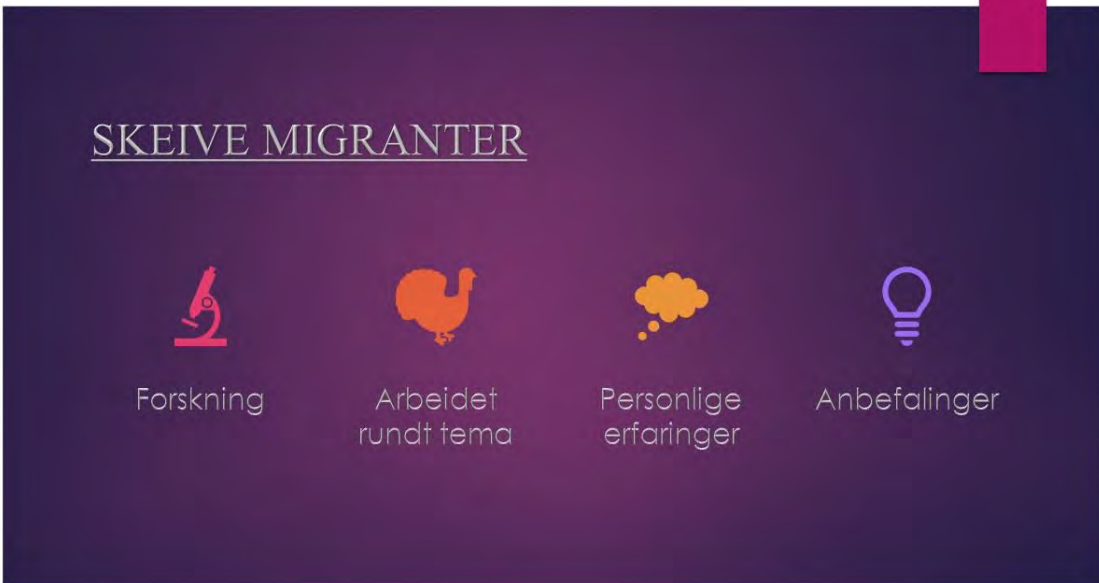 SKEIVE MIGRANTER
Forskning
Arbeidet
rundt tema
Personlige
erfaringer
Anbefalinger